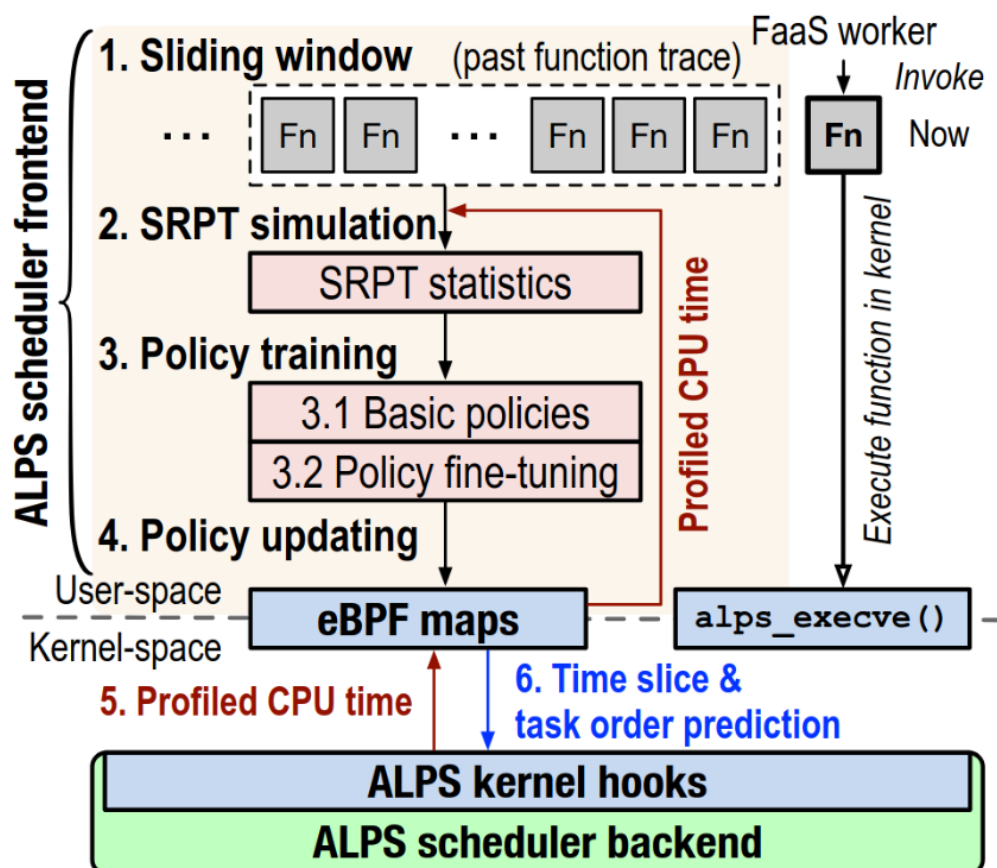 ALPS scheduler frontend
1. Sliding window (past function trace)
FaaS worker
Invoke
... Fn Fn ... Fn Fn Fn
Fn Now
2. SRPT simulation
SRPT statistics
3. Policy training
3.1 Basic policies
3.2 Policy fine-tuning
Profiled CPU time
Execute function in kernel
4. Policy updating
User-space
eBPF maps
alps_execve()
Kernel-space
5. Profiled CPU time
6. Time slice &
task order prediction
ALPS kernel hooks
ALPS scheduler backend